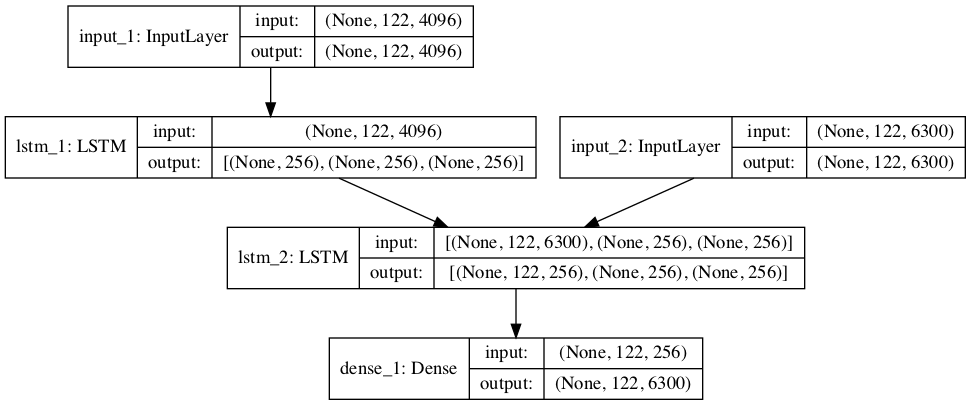 input_1: InputLayer
input: (None, 122, 4096)
output: (None, 122, 4096)
lstm_1: LSTM
input: (None, 122, 4096)
output: [(None, 256), (None, 256), (None, 256)]
input_2: InputLayer
input: (None, 122, 6300)
output: (None, 122, 6300)
lstm_2: LSTM
input: [(None, 122, 6300), (None, 256), (None, 256)]
output: [(None, 122, 256), (None, 256), (None, 256)]
dense_1: Dense
input: (None, 122, 256)
output: (None, 122, 6300)